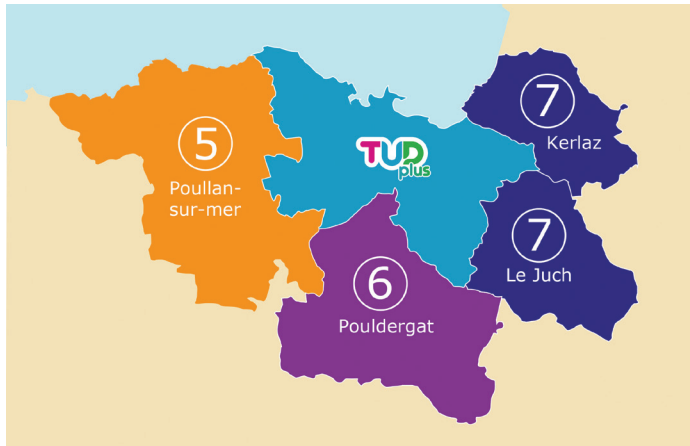 5
Poullan-
sur-mer
TUD
plus
7
Kerlaz
7
Le Juch
6
Pouldergat